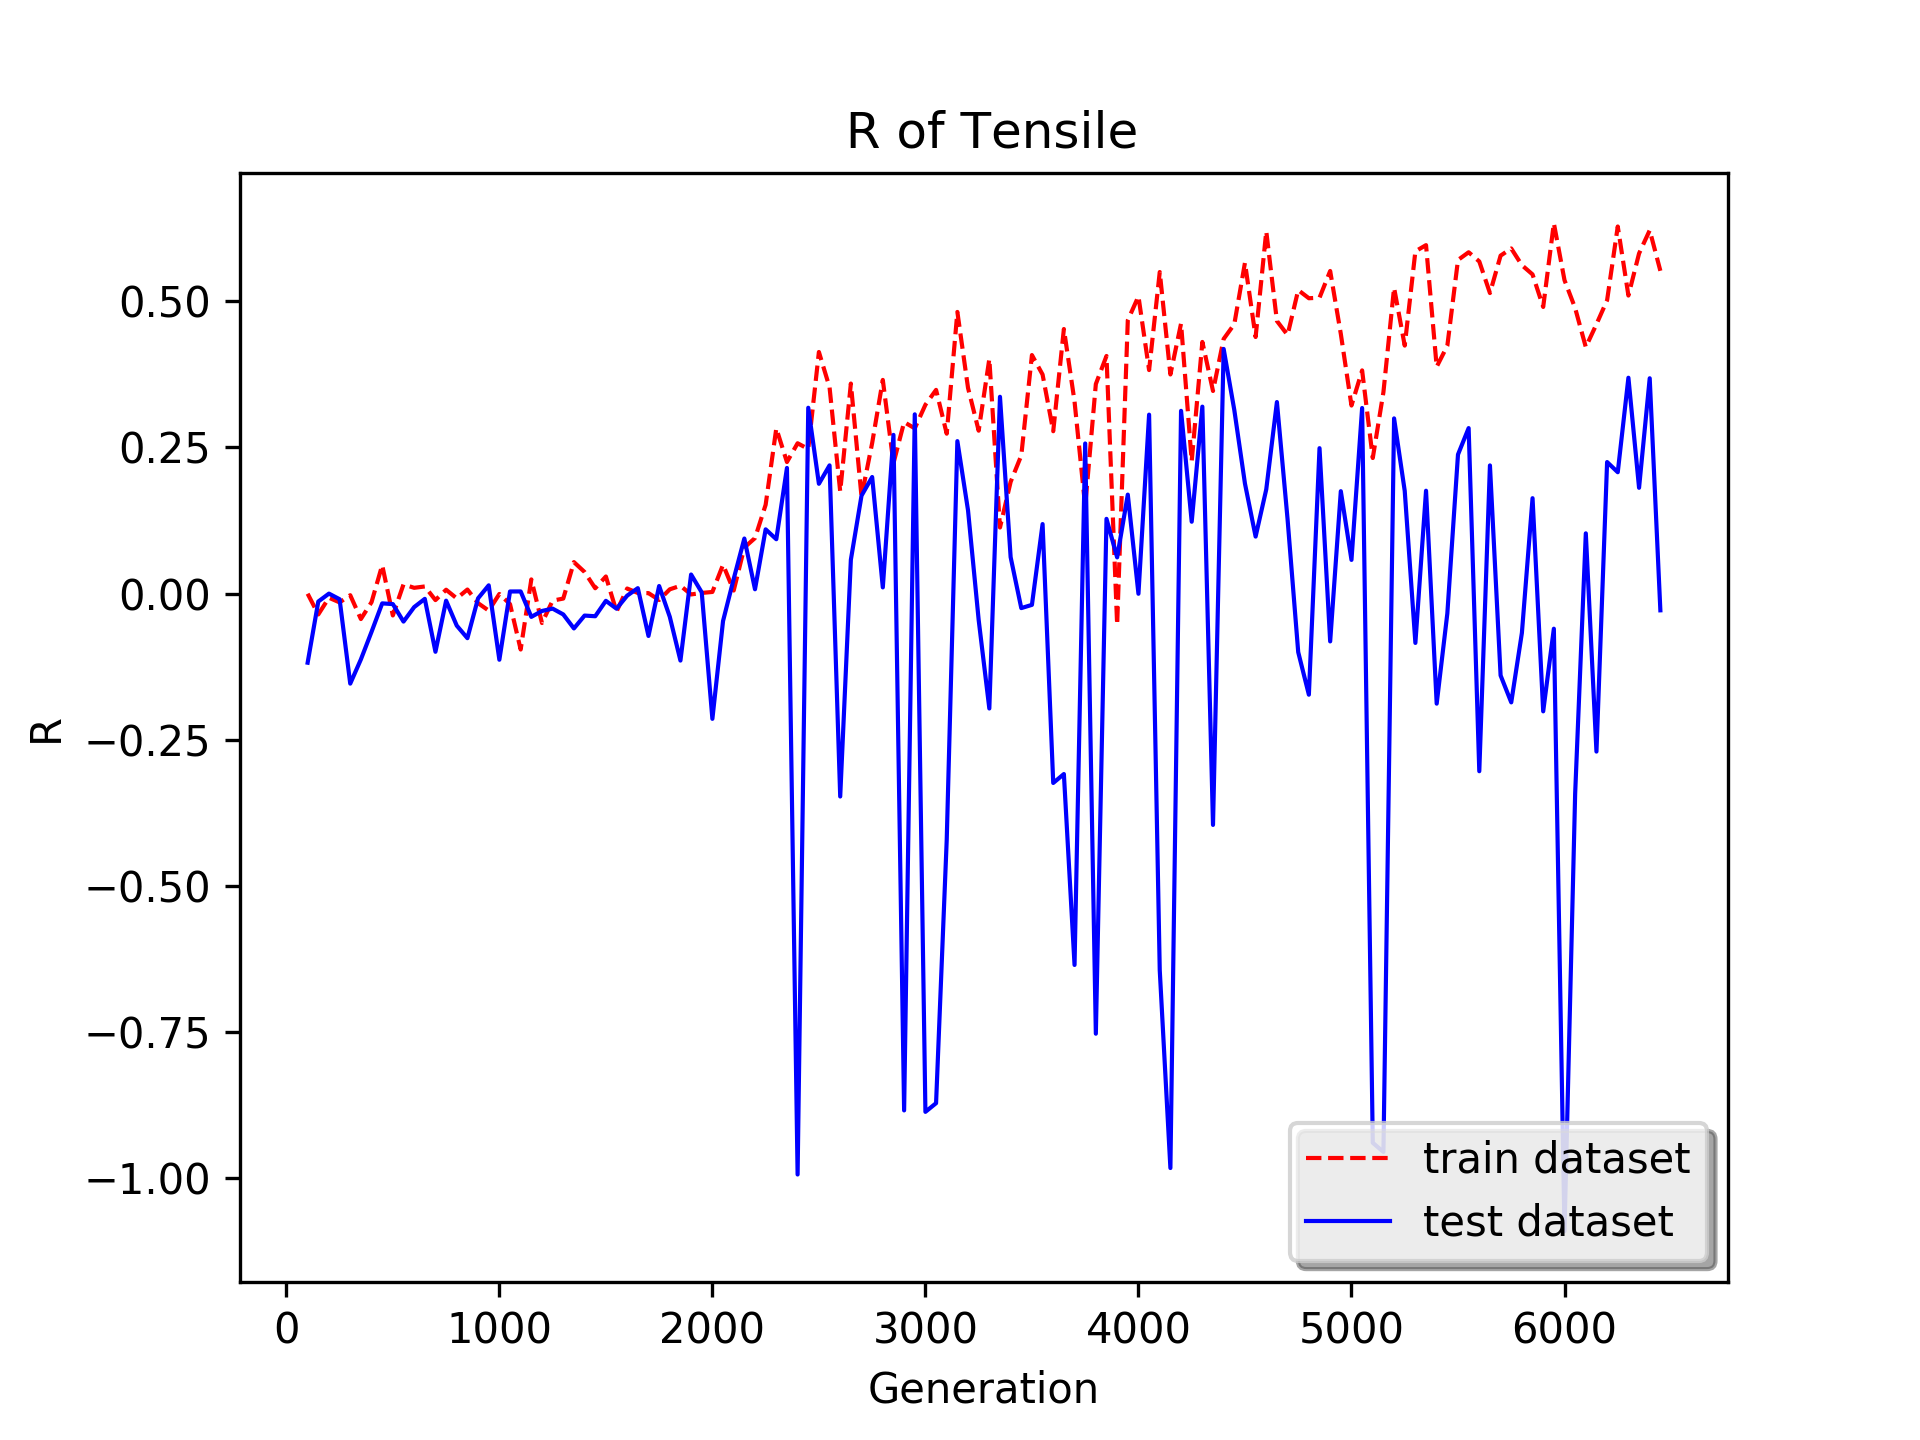 R of Tensile
R
0.50
0.25
0.00
−0.25
−0.50
−0.75
−1.00
train dataset
test dataset
0 1000 2000 3000 4000 5000 6000
Generation